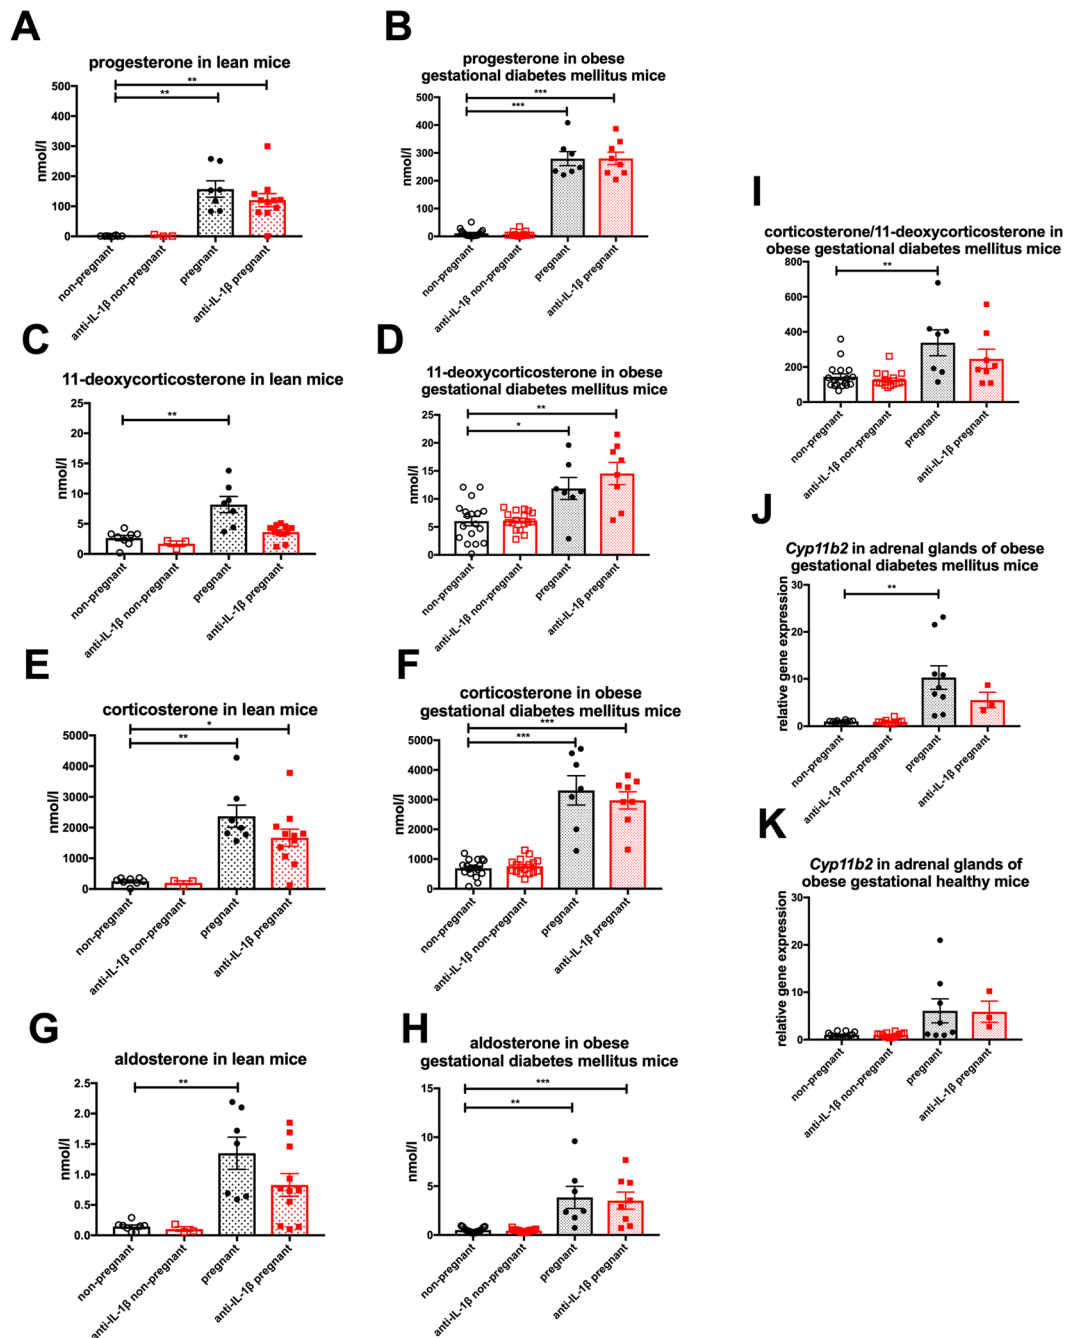 A
progesterone in lean mice
**
**
500
400
300
200
100
0
nmol/l
non-pregnant
anti-IL-1β non-pregnant
pregnant
anti-IL-1β pregnant
B
progesterone in obese
gestational diabetes mellitus mice
***
***
500
400
300
200
100
0
nmol/l
non-pregnant
anti-IL-1β non-pregnant
pregnant
anti-IL-1β pregnant
C
11-deoxycorticosterone in lean mice
**
25
20
15
10
5
0
nmol/l
non-pregnant
anti-IL-1β non-pregnant
pregnant
anti-IL-1β pregnant
D
11-deoxycorticosterone in obese
gestational diabetes mellitus mice
**
*
25
20
15
10
5
0
nmol/l
non-pregnant
anti-IL-1β non-pregnant
pregnant
anti-IL-1β pregnant
E
corticosterone in lean mice
*
**
5000
4000
3000
2000
1000
0
nmol/l
non-pregnant
anti-IL-1β non-pregnant
pregnant
anti-IL-1β pregnant
F
corticosterone in obese
gestational diabetes mellitus mice
***
***
5000
4000
3000
2000
1000
0
nmol/l
non-pregnant
anti-IL-1β non-pregnant
pregnant
anti-IL-1β pregnant
G
aldosterone in lean mice
**
2.5
2.0
1.5
1.0
0.5
0.0
nmol/l
non-pregnant
anti-IL-1β non-pregnant
pregnant
anti-IL-1β pregnant
H
aldosterone in obese
gestational diabetes mellitus mice
***
**
15
10
5
0
nmol/l
non-pregnant
anti-IL-1β non-pregnant
pregnant
anti-IL-1β pregnant
I
corticosterone/11-deoxycorticosterone in
obese gestational diabetes mellitus mice
**
800
600
400
200
0
non-pregnant
anti-IL-1β non-pregnant
pregnant
anti-IL-1β pregnant
J
Cyp11b2 in adrenal glands of obese
gestational diabetes mellitus mice
**
30
20
10
0
relative gene expression
non-pregnant
anti-IL-1β non-pregnant
pregnant
anti-IL-1β pregnant
K
Cyp11b2 in adrenal glands of
obese gestational healthy mice
30
20
10
0
relative gene expression
non-pregnant
anti-IL-1β non-pregnant
pregnant
anti-IL-1β pregnant